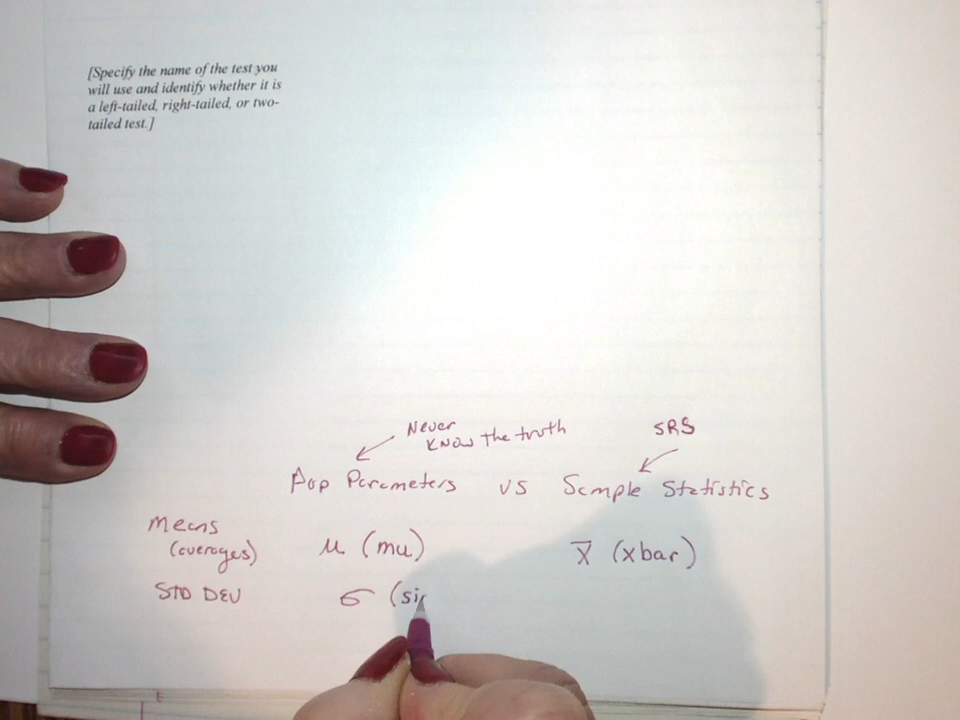 [Specify the name of the test you
will use and identify whether it is
a left-tailed, right-tailed, or two-
tailed test.]
Never
know the truth
SRS
Pop Parameters vs Sample Statistics
Means
(averages) μ (mu) x̅ (xbar)
STD DEV σ (si